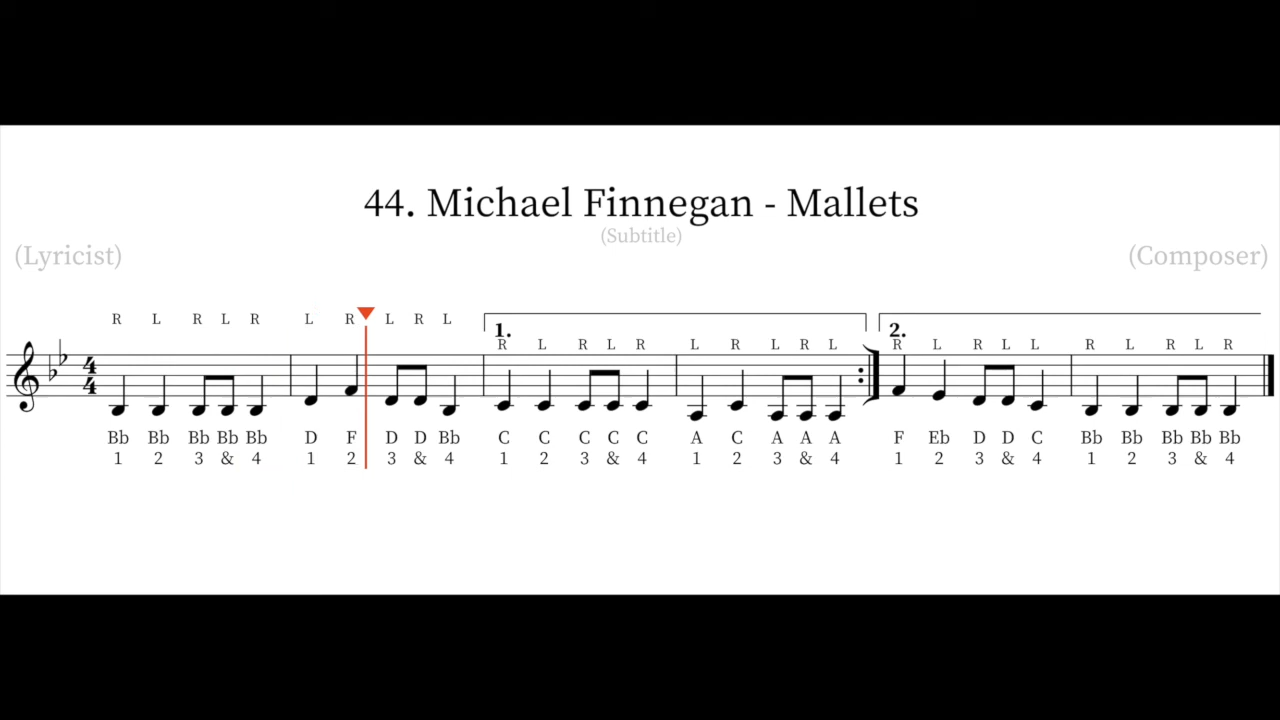 44. Michael Finnegan - Mallets
(Subtitle)
(Lyricist) (Composer)
R L R L R L R L R L
1. 2.
R L R L R L R L R L R L R L L R L R L R
4
4
Bb Bb Bb Bb Bb D F D D Bb C C C C C A C A A A F Eb D D C Bb Bb Bb Bb Bb
1 2 3 & 4 1 2 3 & 4 1 2 3 & 4 1 2 3 & 4 1 2 3 & 4 1 2 3 & 4